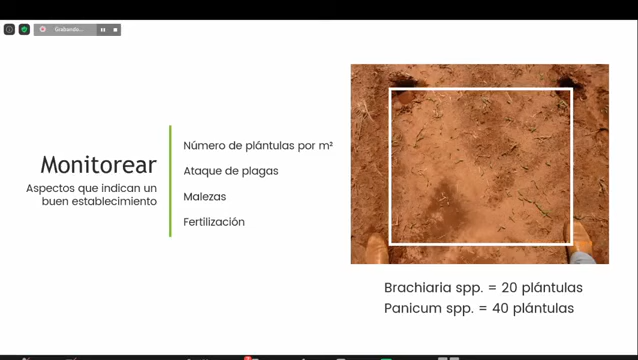 Grabando...
Monitorear
Aspectos que indican un
buen establecimiento
Número de plántulas por m²
Ataque de plagas
Malezas
Fertilización
Brachiaria spp. = 20 plántulas
Panicum spp. = 40 plántulas